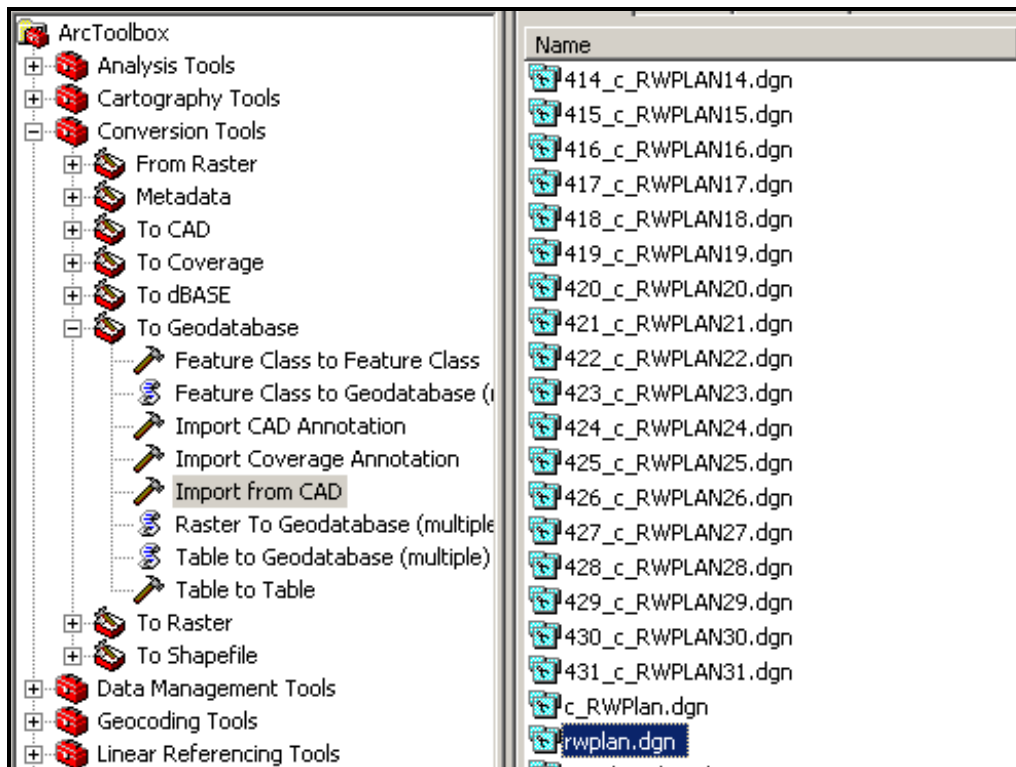 ArcToolbox
Analysis Tools
Cartography Tools
Conversion Tools
From Raster
Metadata
To CAD
To Coverage
To dBASE
To Geodatabase
Feature Class to Feature Class
Feature Class to Geodatabase (
Import CAD Annotation
Import Coverage Annotation
Import from CAD
Raster To Geodatabase (multiple
Table to Geodatabase (multiple)
Table to Table
To Raster
To Shapefile
Data Management Tools
Geocoding Tools
Linear Referencing Tools
Name
414_c_RWPLAN14.dgn
415_c_RWPLAN15.dgn
416_c_RWPLAN16.dgn
417_c_RWPLAN17.dgn
418_c_RWPLAN18.dgn
419_c_RWPLAN19.dgn
420_c_RWPLAN20.dgn
421_c_RWPLAN21.dgn
422_c_RWPLAN22.dgn
423_c_RWPLAN23.dgn
424_c_RWPLAN24.dgn
425_c_RWPLAN25.dgn
426_c_RWPLAN26.dgn
427_c_RWPLAN27.dgn
428_c_RWPLAN28.dgn
429_c_RWPLAN29.dgn
430_c_RWPLAN30.dgn
431_c_RWPLAN31.dgn
c_RWPlan.dgn
rwplan.dgn